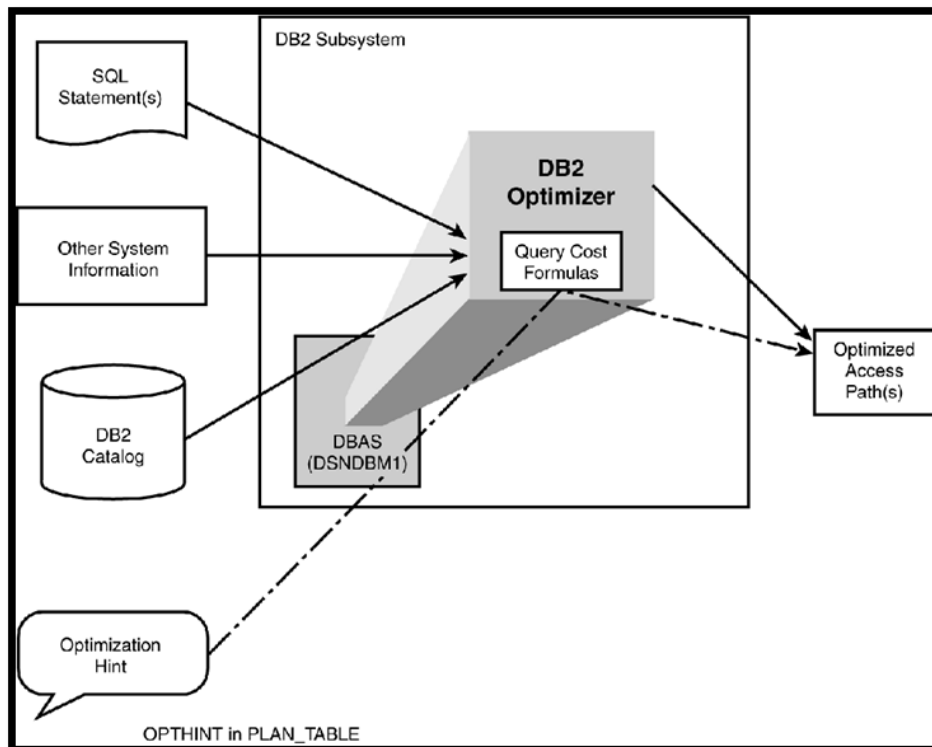 DB2 Subsystem
SQL
Statement(s)
DB2
Optimizer
Query Cost
Formulas
Other System
Information
Optimized
Access
Path(s)
DB2
Catalog
DBAS
(DSNDBM1)
Optimization
Hint
OPTHINT in PLAN_TABLE